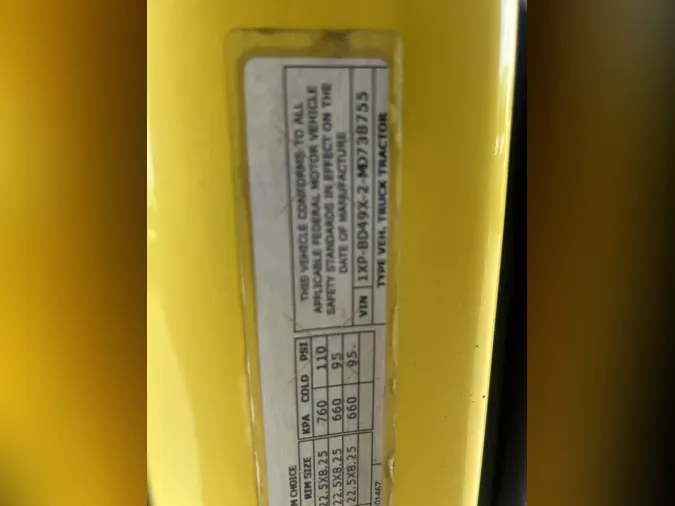 THIS VEHICLE CONFORMS TO ALL
APPLICABLE FEDERAL MOTOR VEHICLE
SAFETY STANDARDS IN EFFECT ON THE
DATE OF MANUFACTURE
VIN 1XP-BD49X-2-MD738755
TYPE VEH. TRUCK TRACTOR
CHOICE
RIM SIZE KPA COLD PSI
22.5X8.25 760 110
22.5X8.25 660 95
22.5X8.25 660 95
01467